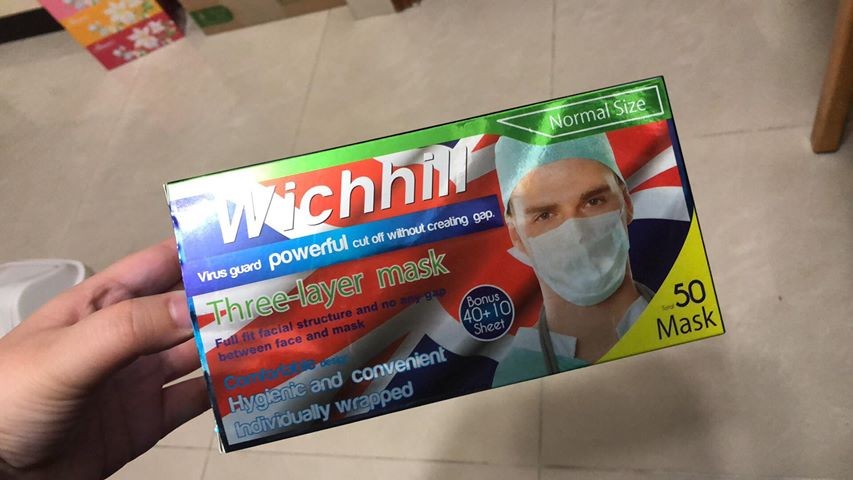 Normal Size
Wichhill
Virus guard powerful cut off without creating gap.
Three-layer mask
Full fit facial structure and no any gap
between face and mask
Bonus
40+10
Sheet
Total 50
Mask
Comfortable
Hygienic and convenient
Individually wrapped